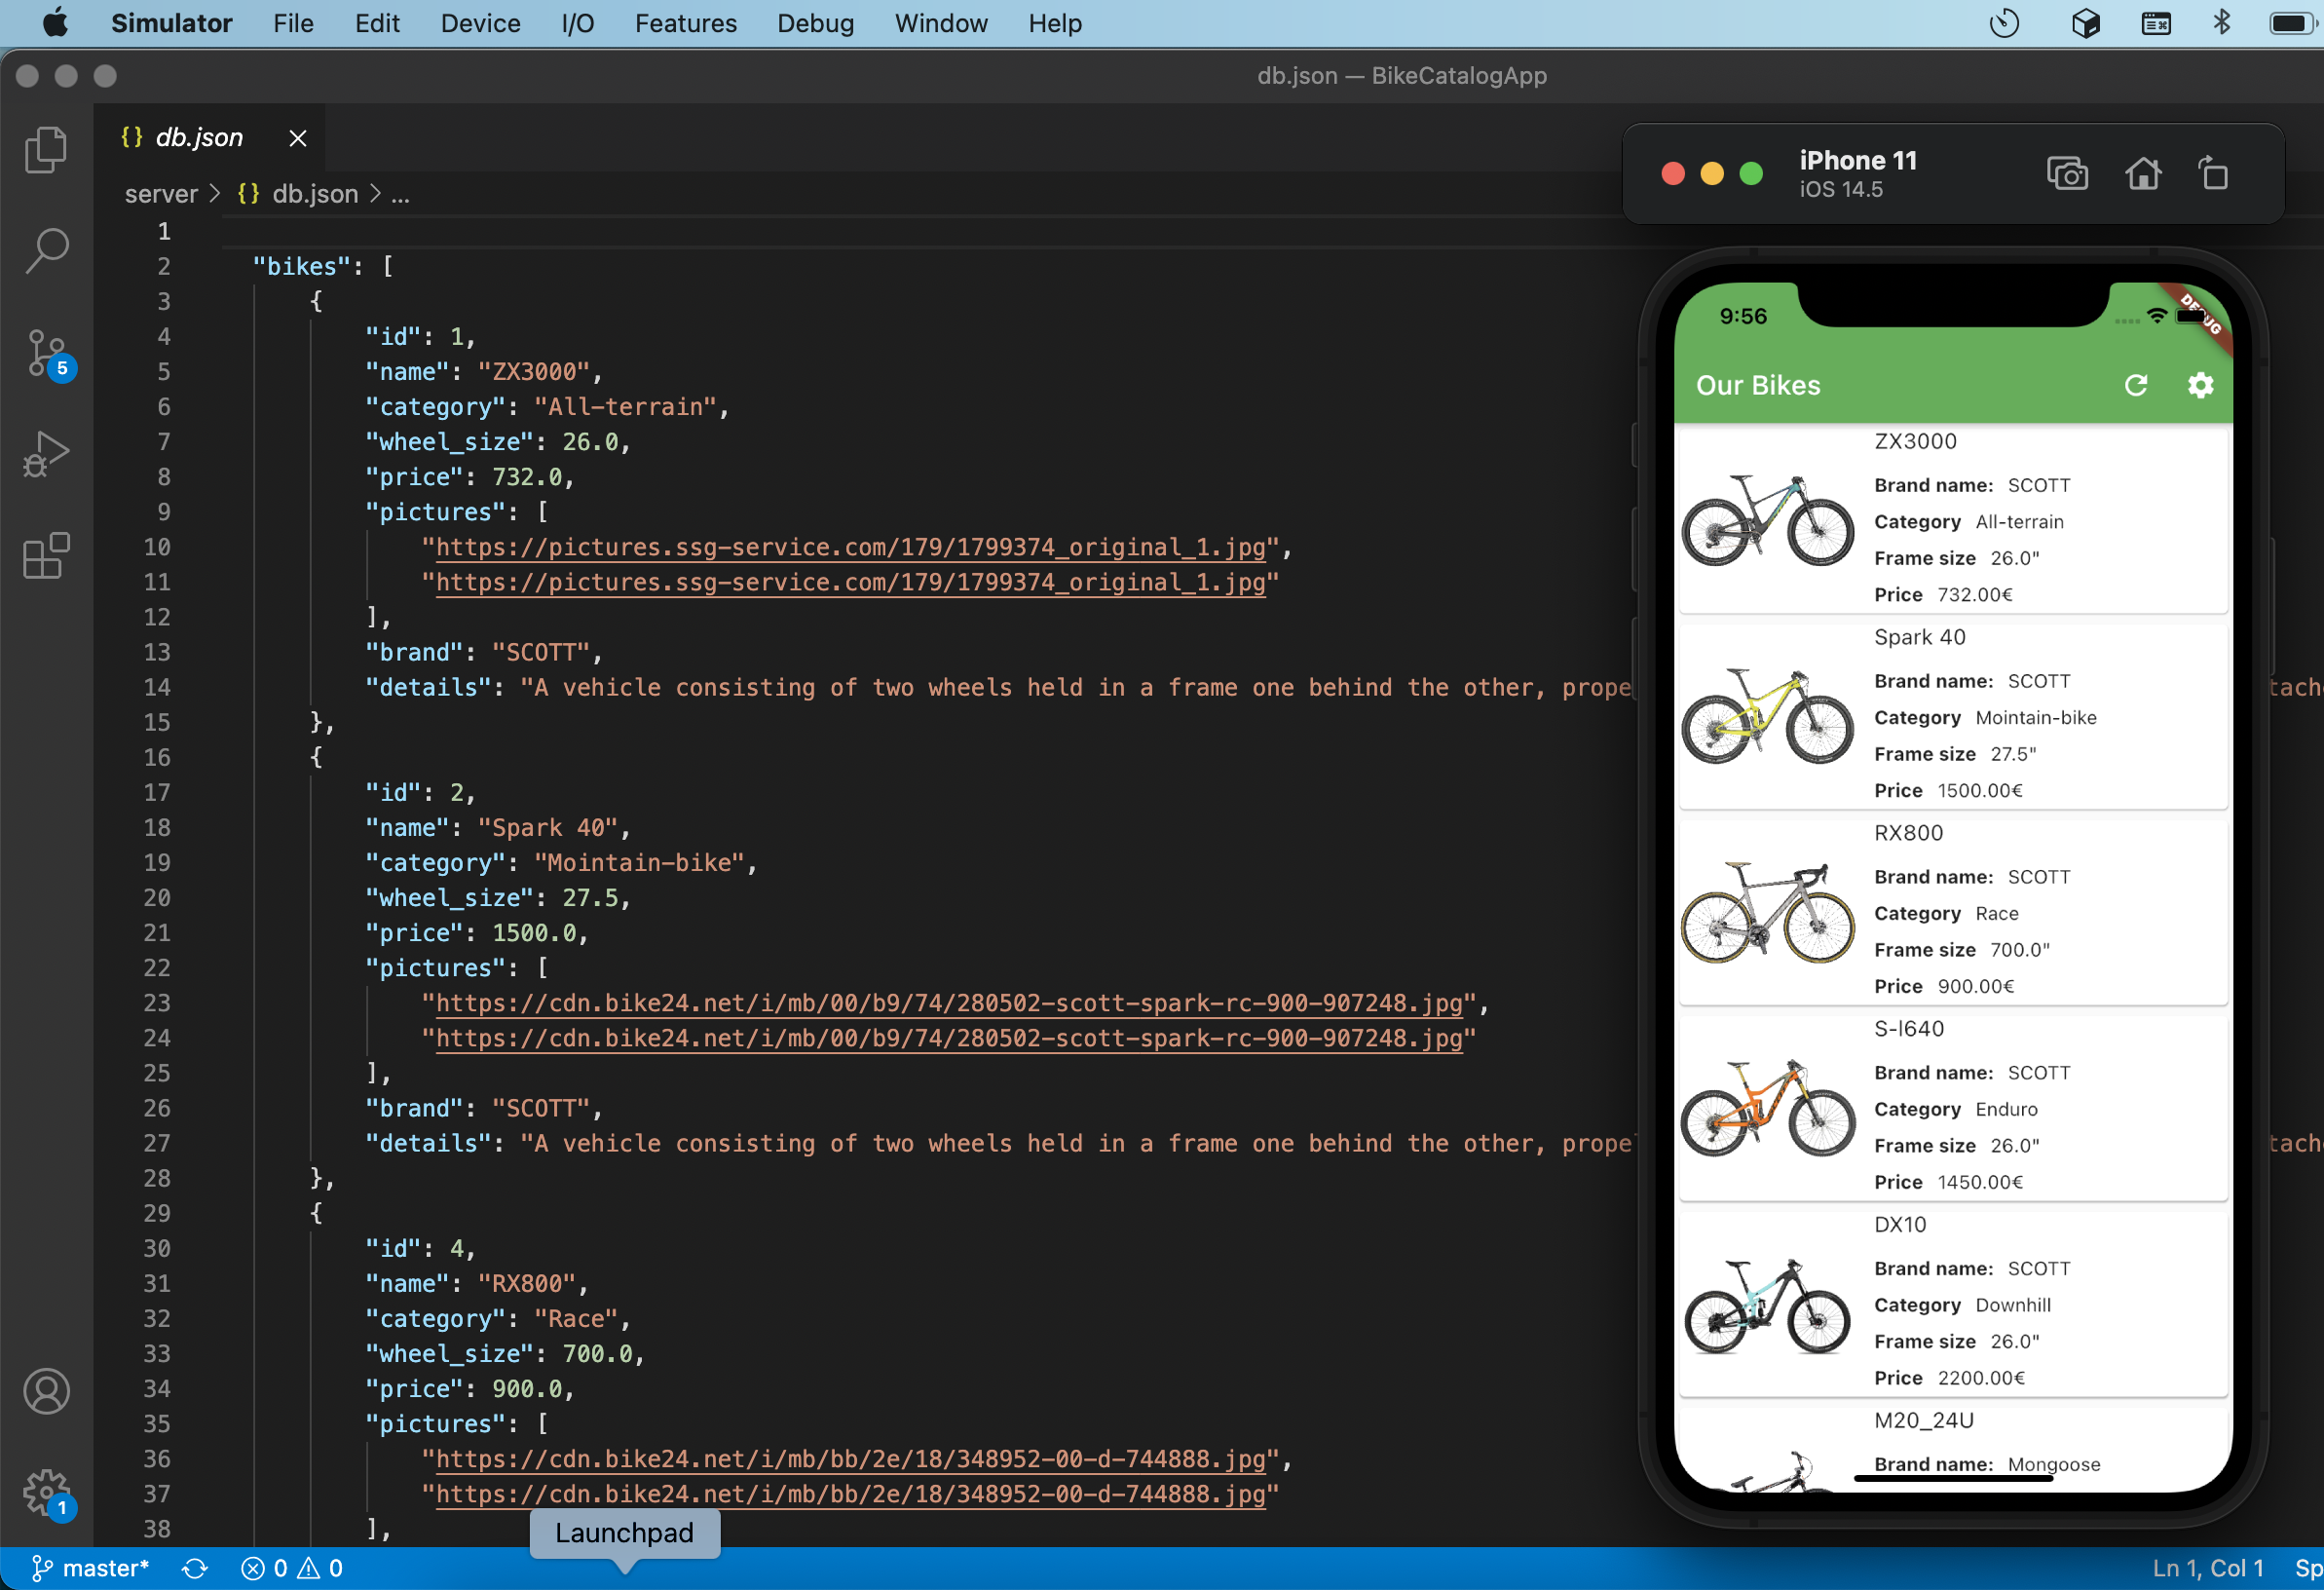 Simulator File Edit Device I/O Features Debug Window Help
db.json — BikeCatalogApp
{} db.json ×
server > {} db.json > ...
1
2 "bikes": [
3 {
4 "id": 1,
5 "name": "ZX3000",
6 "category": "All-terrain",
7 "wheel_size": 26.0,
8 "price": 732.0,
9 "pictures": [
10 "https://pictures.ssg-service.com/179/1799374_original_1.jpg",
11 "https://pictures.ssg-service.com/179/1799374_original_1.jpg"
12 ],
13 "brand": "SCOTT",
14 "details": "A vehicle consisting of two wheels held in a frame one behind the other, prope
15 },
16 {
17 "id": 2,
18 "name": "Spark 40",
19 "category": "Mointain-bike",
20 "wheel_size": 27.5,
21 "price": 1500.0,
22 "pictures": [
23 "https://cdn.bike24.net/i/mb/00/b9/74/280502-scott-spark-rc-900-907248.jpg",
24 "https://cdn.bike24.net/i/mb/00/b9/74/280502-scott-spark-rc-900-907248.jpg"
25 ],
26 "brand": "SCOTT",
27 "details": "A vehicle consisting of two wheels held in a frame one behind the other, prope
28 },
29 {
30 "id": 4,
31 "name": "RX800",
32 "category": "Race",
33 "wheel_size": 700.0,
34 "price": 900.0,
35 "pictures": [
36 "https://cdn.bike24.net/i/mb/bb/2e/18/348952-00-d-744888.jpg",
37 "https://cdn.bike24.net/i/mb/bb/2e/18/348952-00-d-744888.jpg"
38 ],
tach
tach
5
1
Launchpad
master* 0 0
Ln 1, Col 1 Sp
iPhone 11
iOS 14.5
9:56
DEBUG
Our Bikes
ZX3000
Brand name: SCOTT
Category All-terrain
Frame size 26.0"
Price 732.00€
Spark 40
Brand name: SCOTT
Category Mointain-bike
Frame size 27.5"
Price 1500.00€
RX800
Brand name: SCOTT
Category Race
Frame size 700.0"
Price 900.00€
S-I640
Brand name: SCOTT
Category Enduro
Frame size 26.0"
Price 1450.00€
DX10
Brand name: SCOTT
Category Downhill
Frame size 26.0"
Price 2200.00€
M20_24U
Brand name: Mongoose